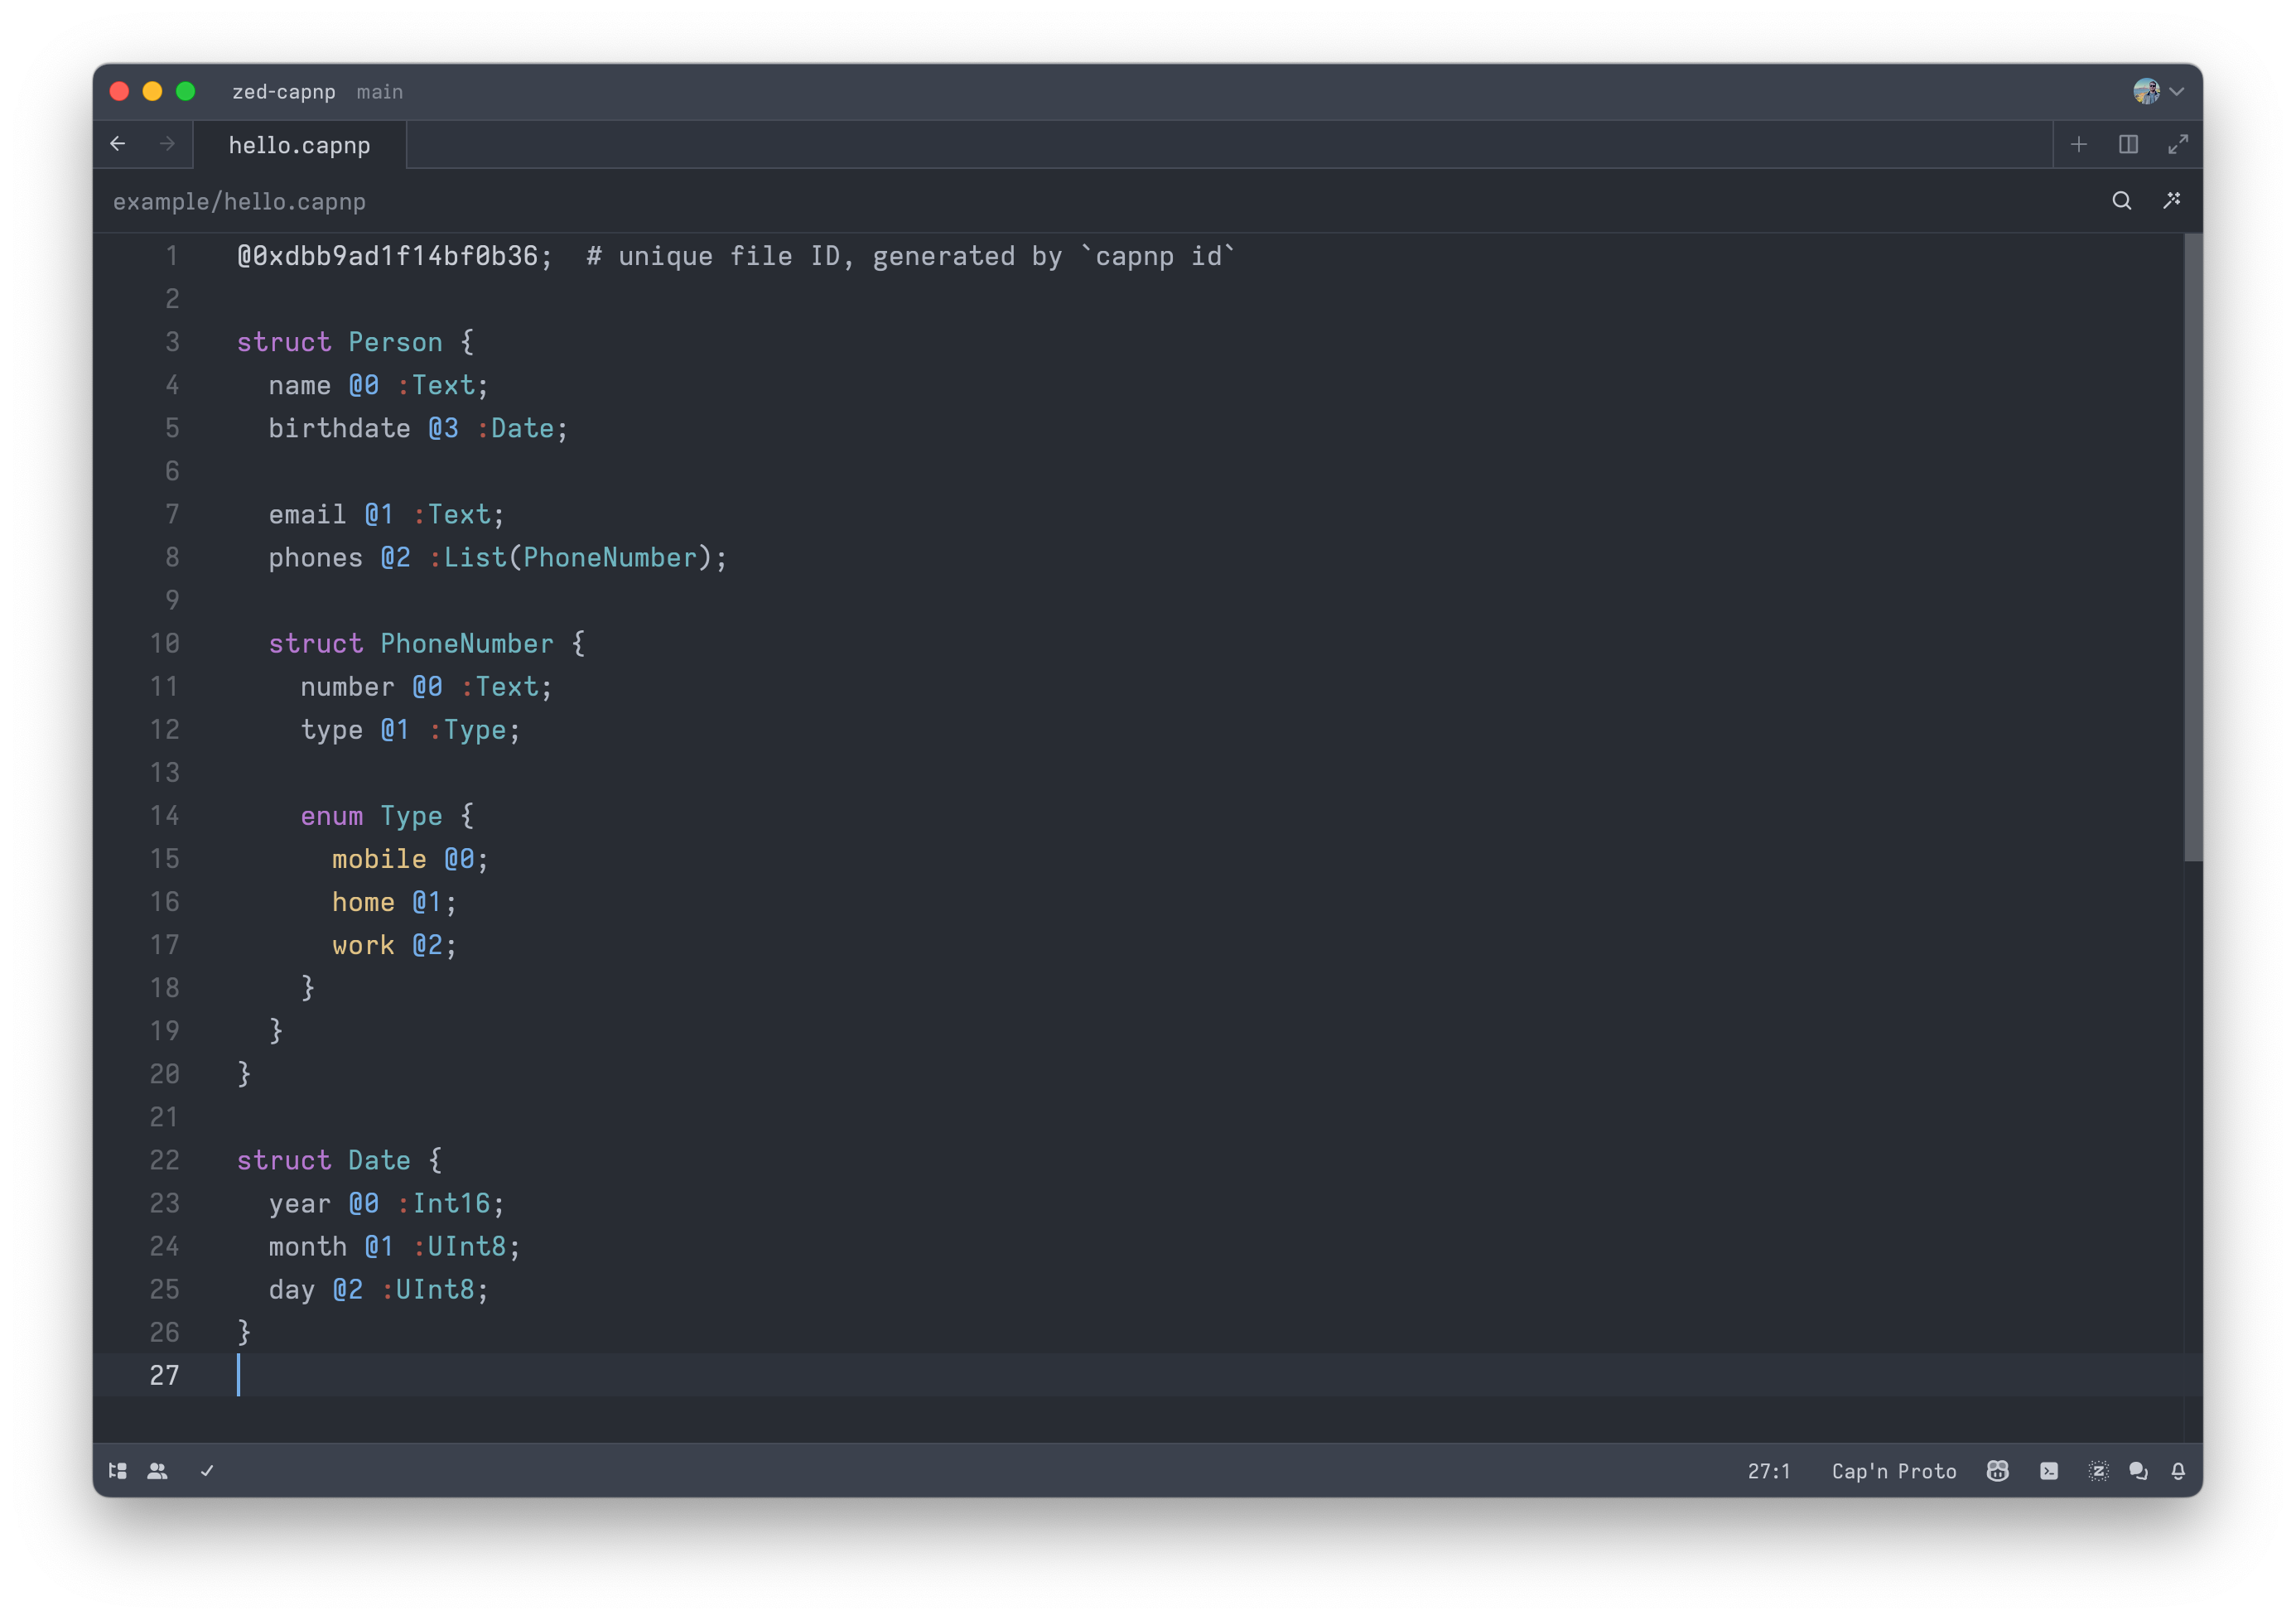 zed-capnp main
hello.capnp
example/hello.capnp
1 @0xdbb9ad1f14bf0b36;  # unique file ID, generated by `capnp id`
2
3 struct Person {
4   name @0 :Text;
5   birthdate @3 :Date;
6
7   email @1 :Text;
8   phones @2 :List(PhoneNumber);
9
10   struct PhoneNumber {
11     number @0 :Text;
12     type @1 :Type;
13
14     enum Type {
15       mobile @0;
16       home @1;
17       work @2;
18     }
19   }
20 }
21
22 struct Date {
23   year @0 :Int16;
24   month @1 :UInt8;
25   day @2 :UInt8;
26 }
27
27:1 Cap'n Proto